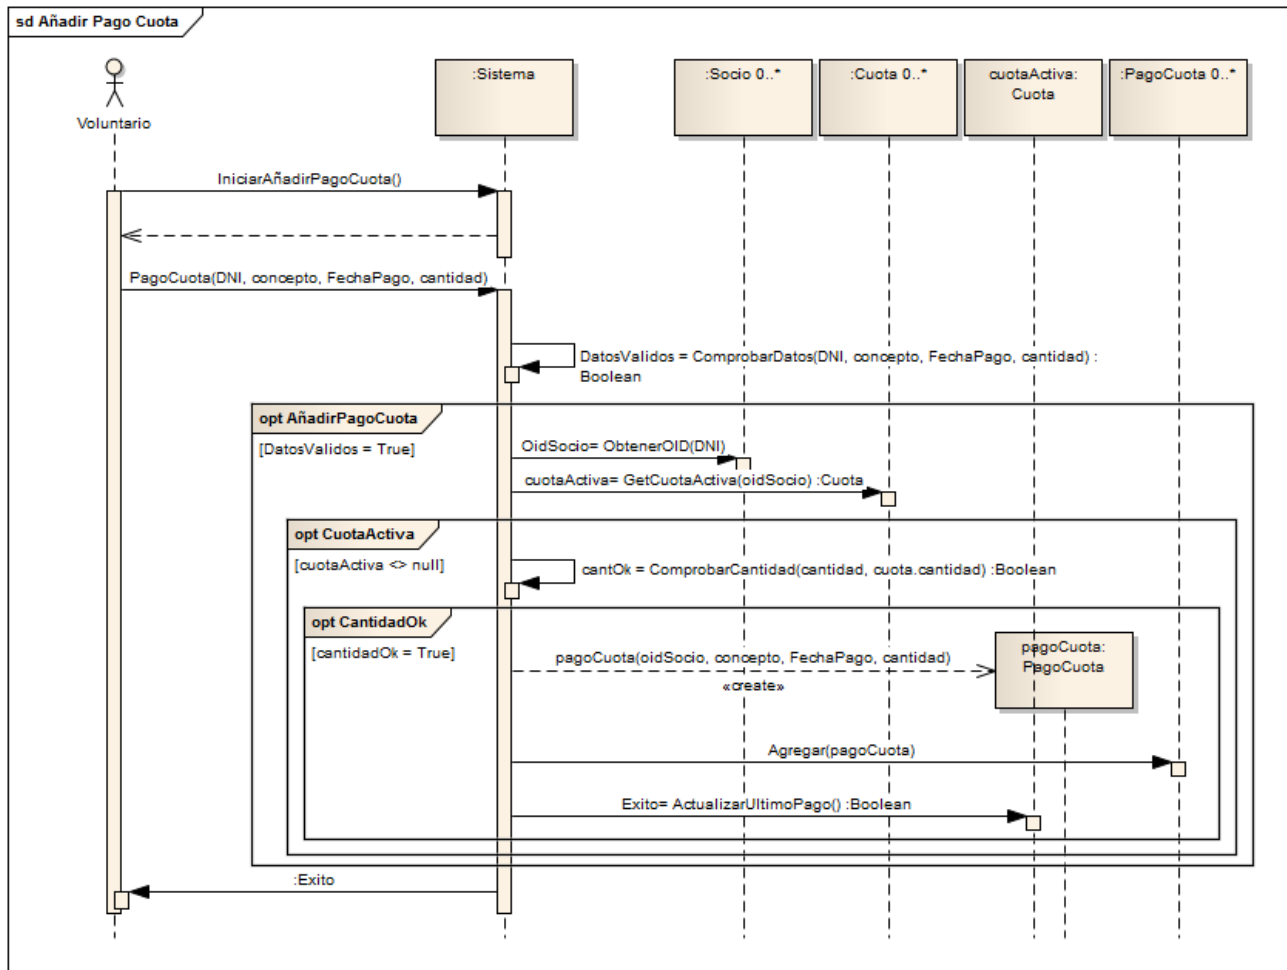 sd Añadir Pago Cuota
Voluntario
:Sistema
:Socio 0..*
:Cuota 0..*
cuotaActiva:
Cuota
:PagoCuota 0..*
IniciarAñadirPagoCuota()
PagoCuota(DNI, concepto, FechaPago, cantidad)
DatosValidos = ComprobarDatos(DNI, concepto, FechaPago, cantidad) :
Boolean
opt AñadirPagoCuota
[DatosValidos = True]
OidSocio= ObtenerOID(DNI)
cuotaActiva= GetCuotaActiva(oidSocio) :Cuota
opt CuotaActiva
[cuotaActiva <> null]
cantOk = ComprobarCantidad(cantidad, cuota.cantidad) :Boolean
opt CantidadOk
[cantidadOk = True]
pagoCuota(oidSocio, concepto, FechaPago, cantidad)
«create»
pagoCuota:
PagoCuota
Agregar(pagoCuota)
Exito= ActualizarUltimoPago() :Boolean
:Exito